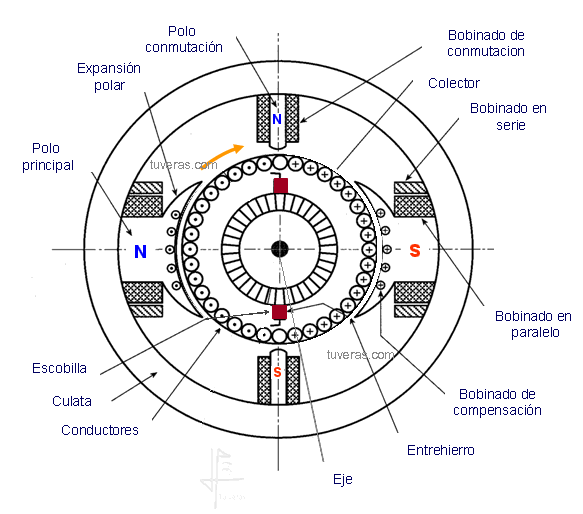 Polo
conmutación
Bobinado de
conmutacion
Expansión
polar
Colector
Bobinado en
serie
Polo
principal
tuveras.com
N
N
S
Bobinado en
paralelo
tuveras.com
Escobilla
S
Bobinado de
compensación
Culata
Conductores
Entrehierro
Eje